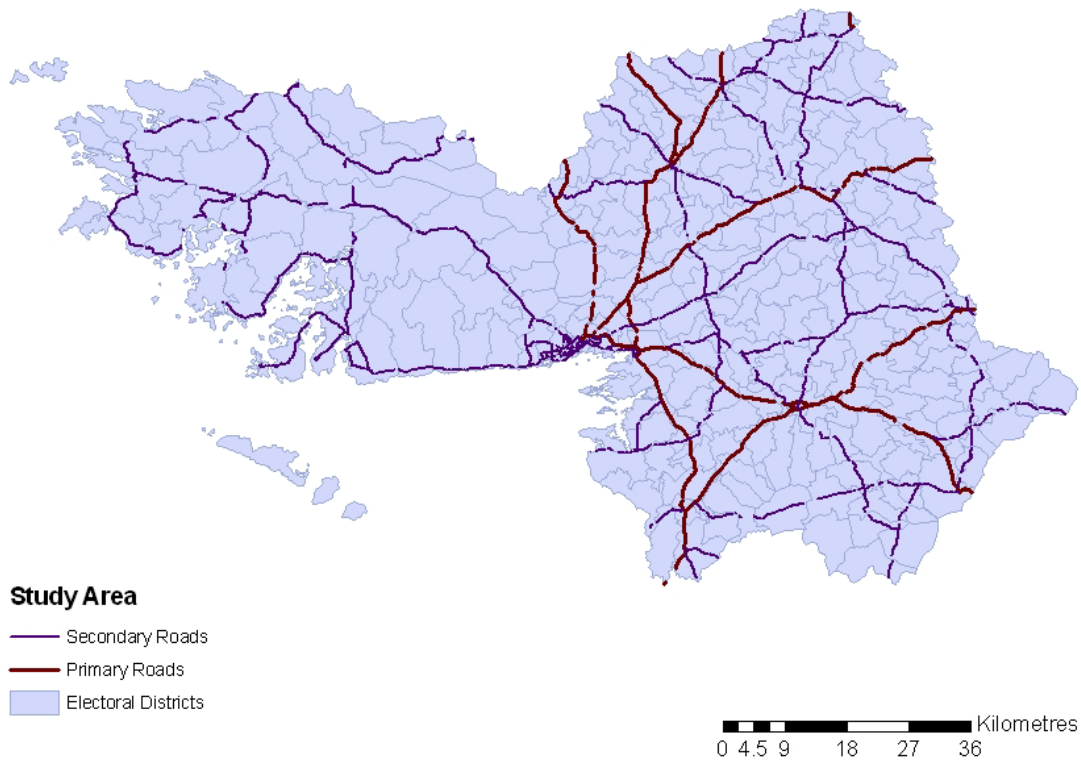 Study Area
Secondary Roads
Primary Roads
Electoral Districts
Kilometres
0 4.5 9 18 27 36